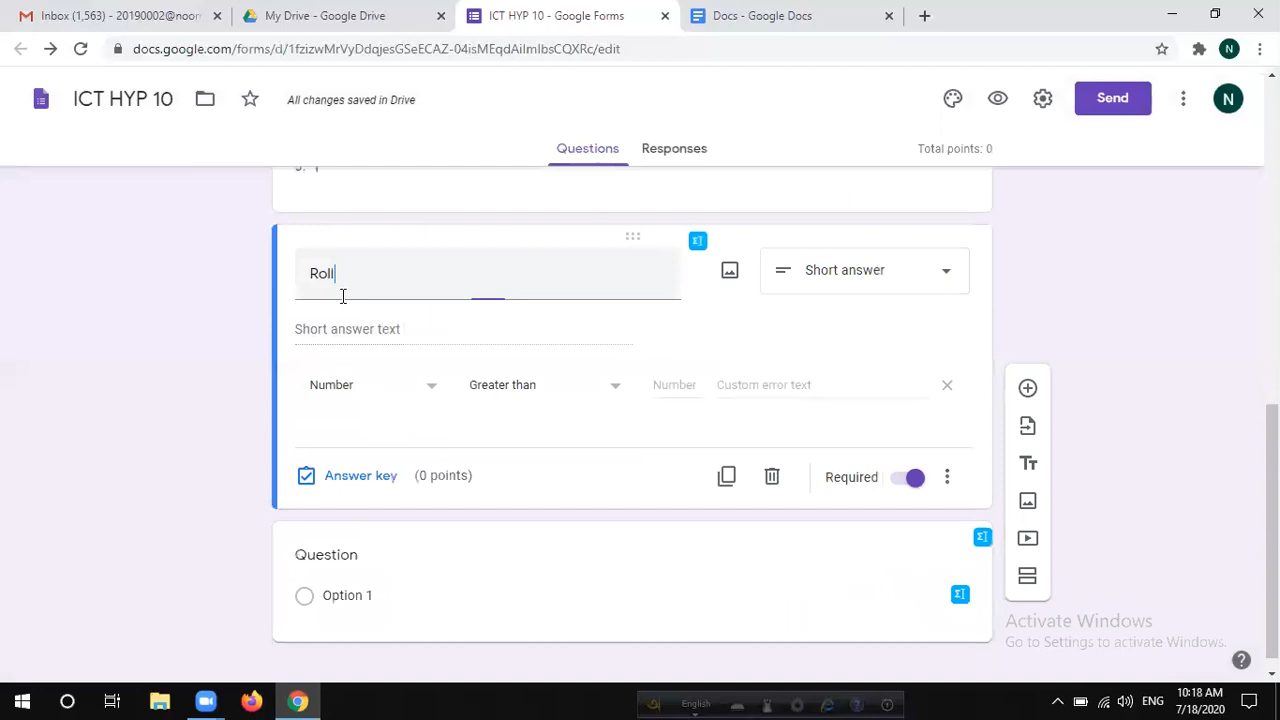 Inbox (1,563) - 20190002@noor
My Drive - Google Drive
ICT HYP 10 - Google Forms
Docs - Google Docs
docs.google.com/forms/d/1fzizwMrVyDdqjesGSeECAZ-04isMEqdAilmlbsCQXRc/edit
N
ICT HYP 10
All changes saved in Drive
Send
N
Questions
Responses
Total points: 0
Roll
Short answer
Short answer text
Number
Greater than
Number
Custom error text
Answer key
(0 points)
Required
Question
Option 1
Activate Windows
Go to Settings to activate Windows.
English
ENG
10:18 AM
7/18/2020